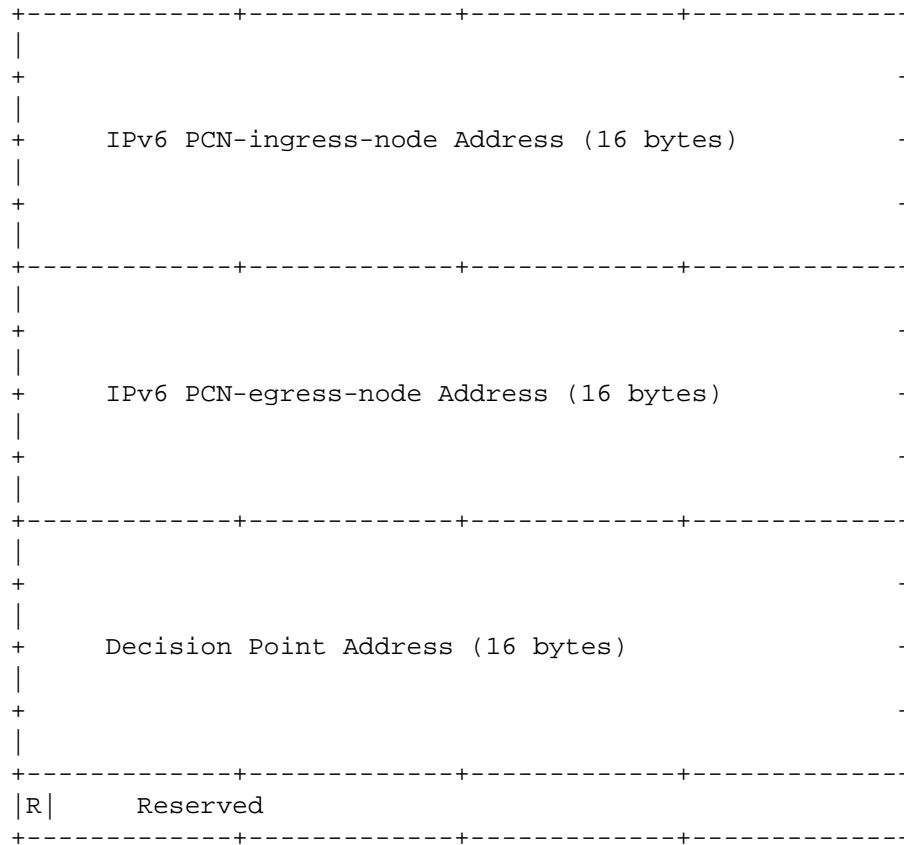 IPv6 PCN-ingress-node Address (16 bytes)
IPv6 PCN-egress-node Address (16 bytes)
Decision Point Address (16 bytes)
|R| Reserved